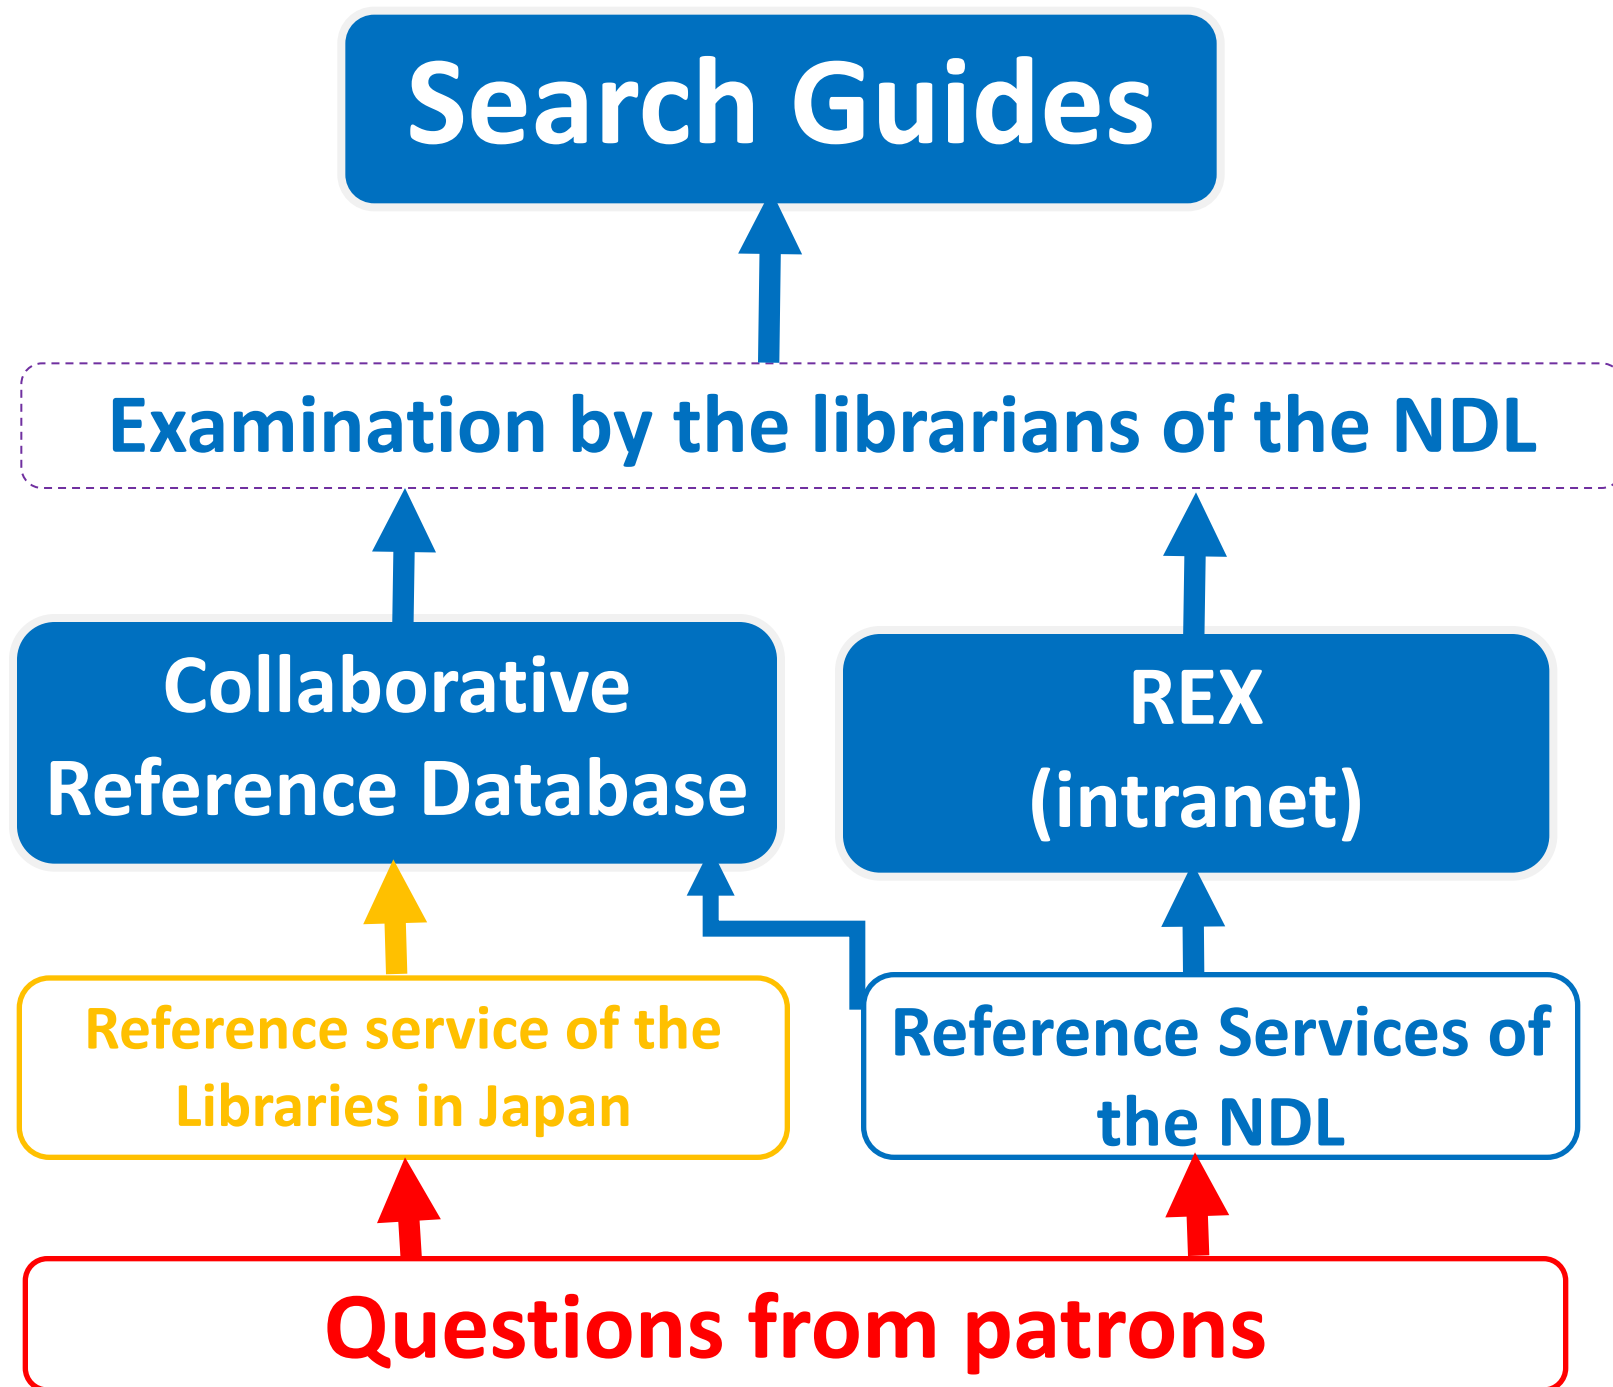 Search Guides
Examination by the librarians of the NDL
Collaborative
Reference Database
REX
(intranet)
Reference service of the
Libraries in Japan
Reference Services of
the NDL
Questions from patrons